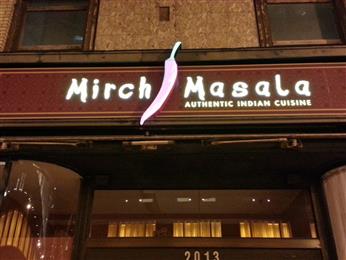 Mirch Masala
AUTHENTIC INDIAN CUISINE
2013